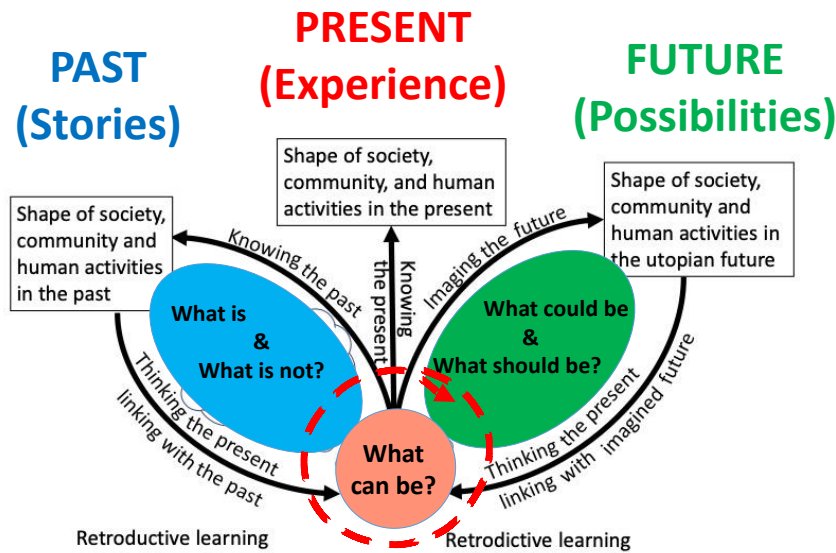 PAST
(Stories)
PRESENT
(Experience)
FUTURE
(Possibilities)
Shape of society,
community and
human activities
in the past
Shape of society,
community, and human
activities in the present
Shape of society,
community and
human activities in
the utopian future
Knowing the past
Knowing
the present
Imaging the future
What is
&
What is not?
What could be
&
What should be?
What
can be?
Thinking the present
linking with the past
Thinking the present
linking with imagined future
Retroductive learning
Retrodictive learning